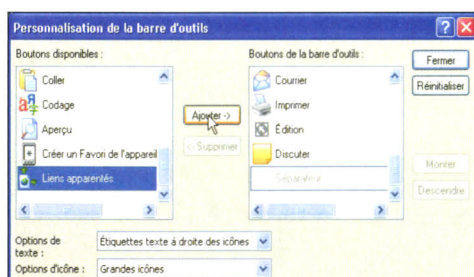 Personnalisation de la barre d'outils
Boutons disponibles :
Coller
Codage
Aperçu
Créer un Favori de l'appareil
Liens apparentés
Ajouter ->
<- Supprimer
Boutons de la barre d'outils :
Courrier
Imprimer
Édition
Discuter
Séparateur
Fermer
Réinitialiser
Monter
Descendre
Options de texte :
Étiquettes texte à droite des icônes
Options d'icône :
Grandes icônes